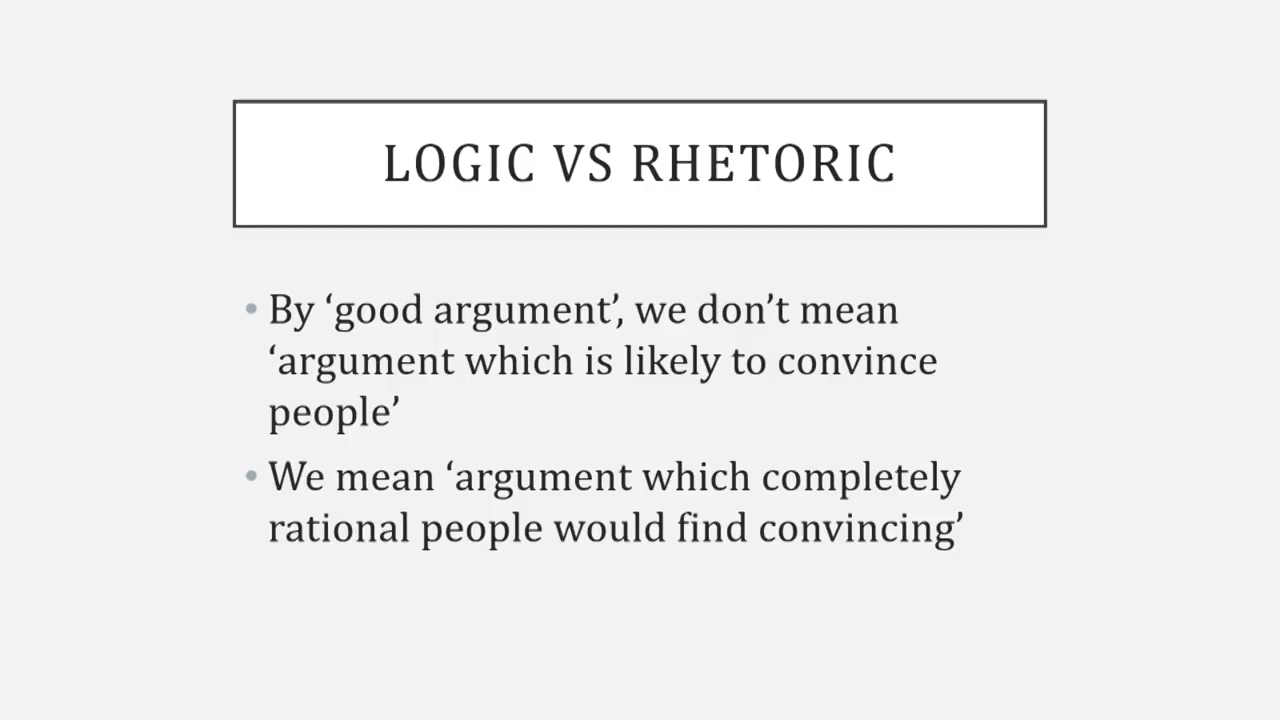 LOGIC VS RHETORIC
• By ‘good argument’, we don’t mean
‘argument which is likely to convince
people’
• We mean ‘argument which completely
rational people would find convincing’